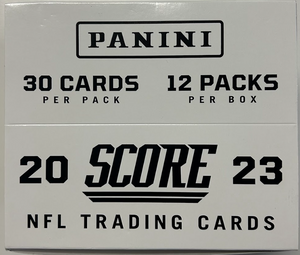 PANINI
30 CARDS 12 PACKS
PER PACK PER BOX
20 SCORE 23
NFL TRADING CARDS